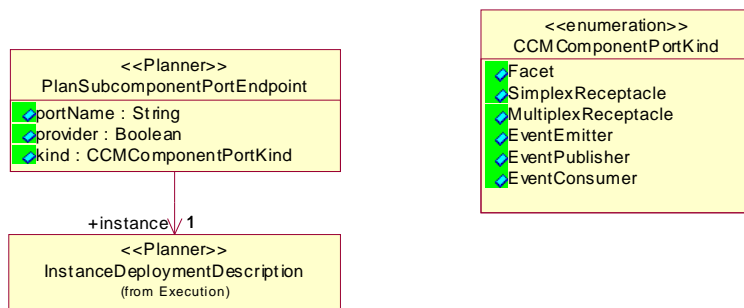 <<Planner>>
PlanSubcomponentPortEndpoint
portName : String
provider : Boolean
kind : CCMComponentPortKind
+instance 1
<<Planner>>
InstanceDeploymentDescription
(from Execution)
<<enumeration>>
CCMComponentPortKind
Facet
SimplexReceptacle
MultiplexReceptacle
EventEmitter
EventPublisher
EventConsumer